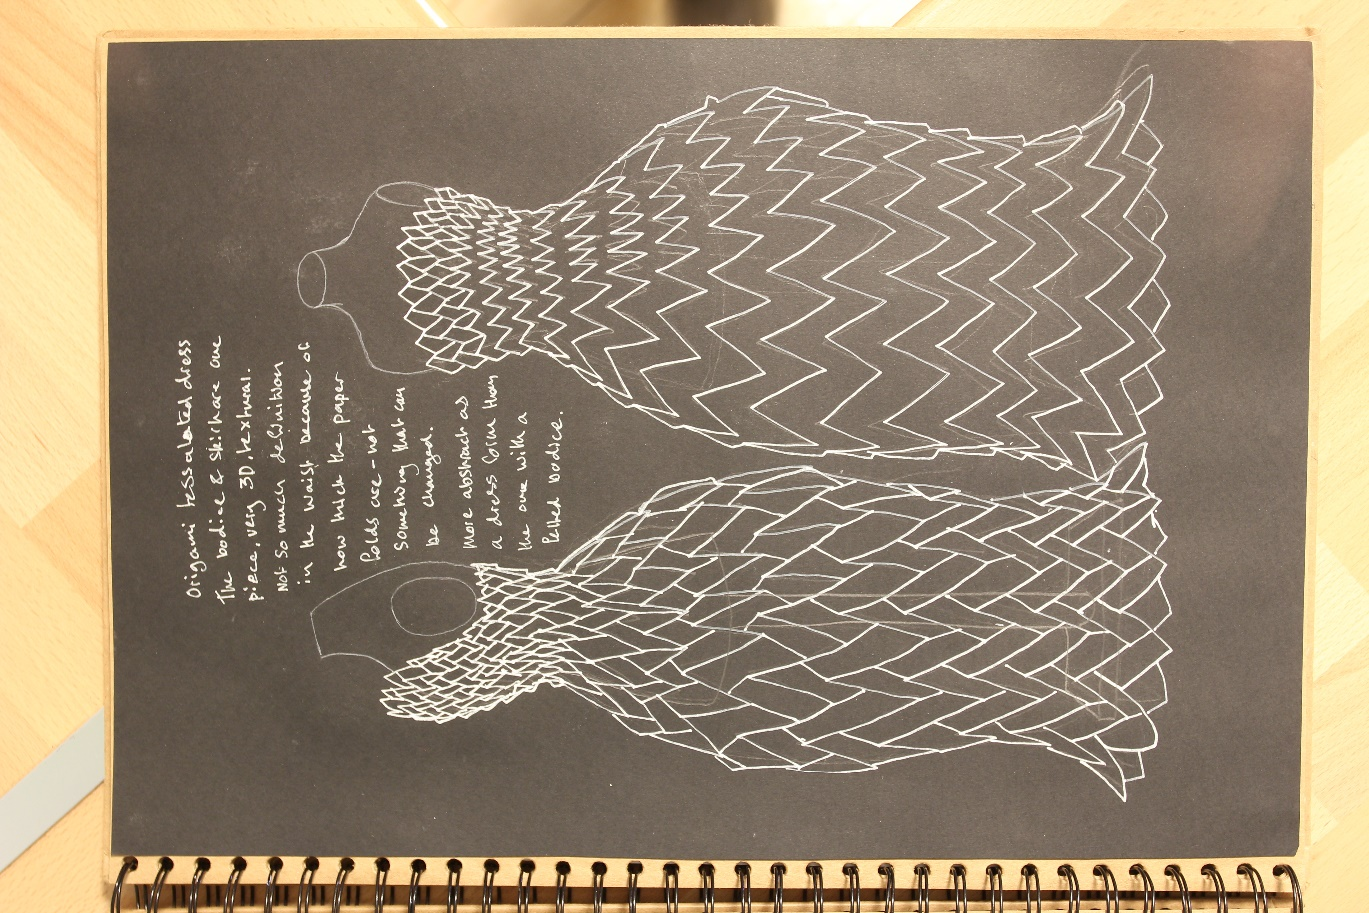 Origami tessalated dress
The bodice & skirt are one
piece, very 3D, textural.
Not so much definition
in the waist because of
how thick the paper
folds are - not
something that can
be changed.
More abstract as
a dress form than
the one with a
felted bodice.